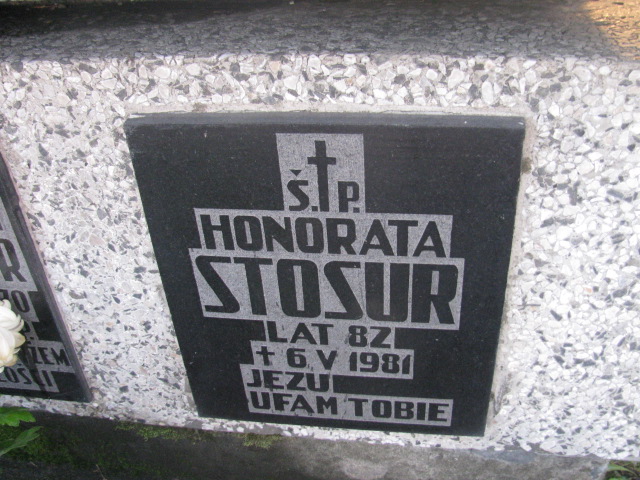 Ś. P.
HONORATA
STOSUR
LAT 82
† 6.V 1981
JEZU
UFAM TOBIE